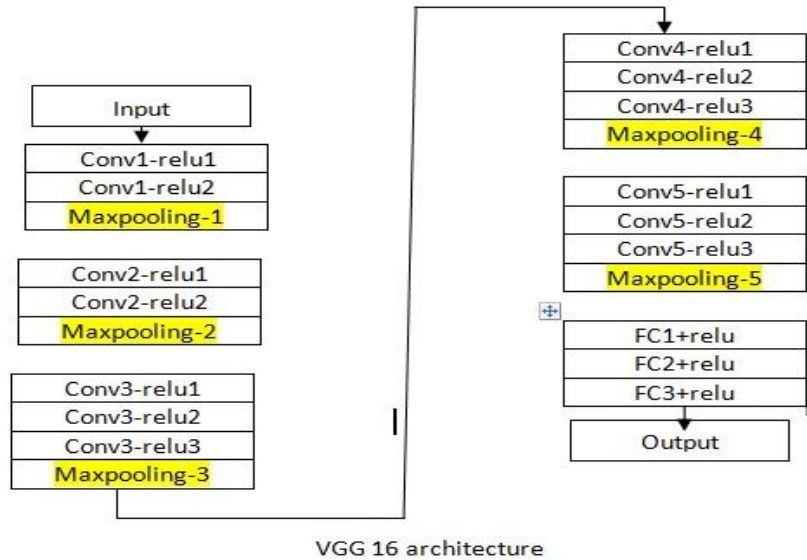 Input
Conv1-relu1
Conv1-relu2
Maxpooling-1
Conv2-relu1
Conv2-relu2
Maxpooling-2
Conv3-relu1
Conv3-relu2
Conv3-relu3
Maxpooling-3
Conv4-relu1
Conv4-relu2
Conv4-relu3
Maxpooling-4
Conv5-relu1
Conv5-relu2
Conv5-relu3
Maxpooling-5
FC1+relu
FC2+relu
FC3+relu
Output
VGG 16 architecture